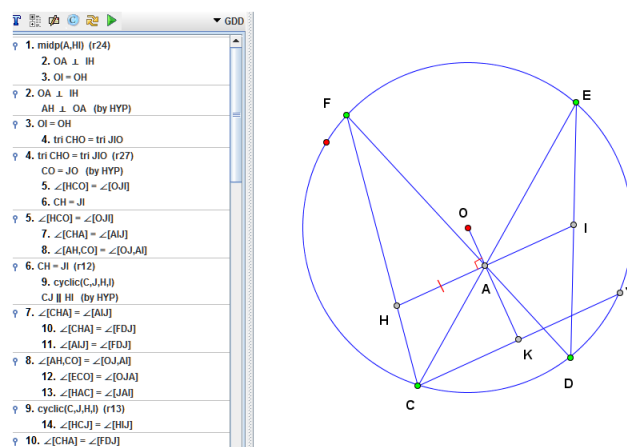 GDD
1. midp(A,HI) (r24)
2. OA ⊥ IH
3. OI = OH
2. OA ⊥ IH
AH ⊥ OA (by HYP)
3. OI = OH
4. tri CHO = tri JIO
4. tri CHO = tri JIO (r27)
CO = JO (by HYP)
5. ∠[HCO] = ∠[OJI]
6. CH = JI
5. ∠[HCO] = ∠[OJI]
7. ∠[CHA] = ∠[AIJ]
8. ∠[AH,CO] = ∠[OJ,AI]
6. CH = JI (r12)
9. cyclic(C,J,H,I)
CJ ∥ HI (by HYP)
7. ∠[CHA] = ∠[AIJ]
10. ∠[CHA] = ∠[FDJ]
11. ∠[AIJ] = ∠[FDJ]
8. ∠[AH,CO] = ∠[OJ,AI]
12. ∠[ECO] = ∠[OJA]
13. ∠[HAC] = ∠[JAI]
9. cyclic(C,J,H,I) (r13)
14. ∠[HCJ] = ∠[HIJ]
10. ∠[CHA] = ∠[FDJ]
F
E
O
I
A
H
K
D
C